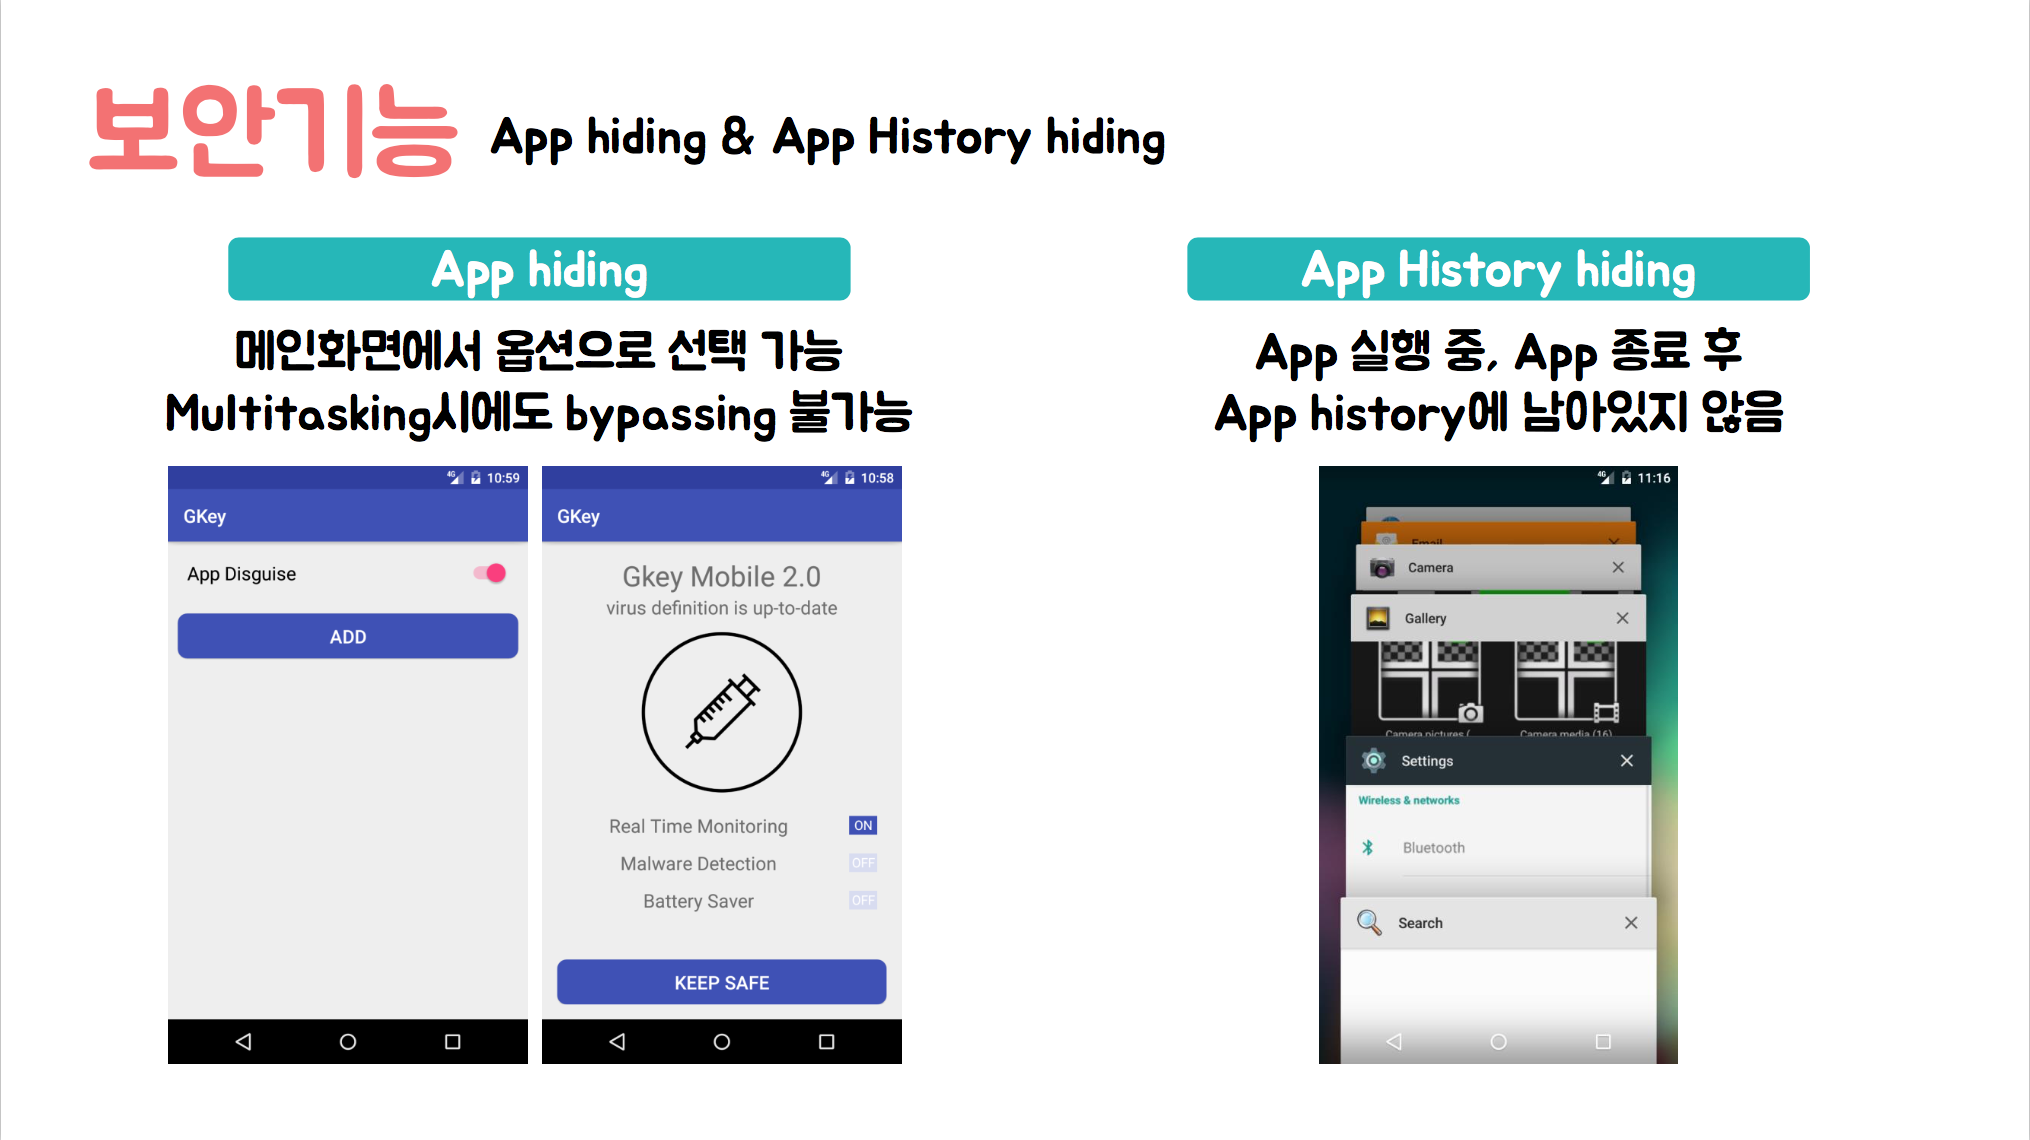 보안기능 App hiding & App History hiding
App hiding
메인화면에서 옵션으로 선택 가능
Multitasking시에도 bypassing 불가능
4G 10:59
GKey
App Disguise
ADD
4G 10:58
GKey
Gkey Mobile 2.0
virus definition is up-to-date
Real Time Monitoring ON
Malware Detection OFF
Battery Saver OFF
KEEP SAFE
App History hiding
App 실행 중, App 종료 후
App history에 남아있지 않음
4G 11:16
Email
Camera
Gallery
Camera pictures (
Camera media (16)
Settings
Wireless & networks
Bluetooth
Search